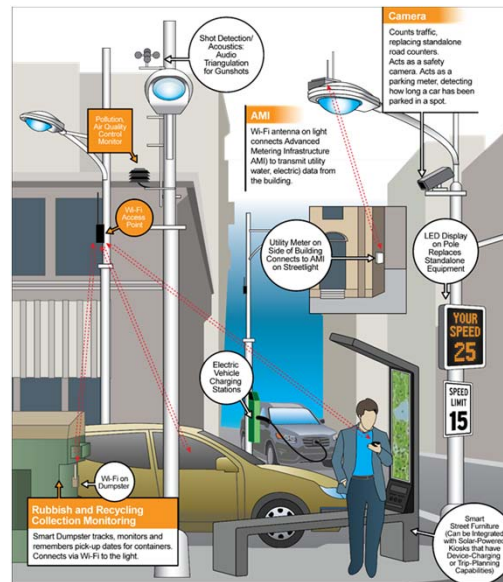 Shot Detection/
Acoustics:
Audio
Triangulation
for Gunshots
Camera
Counts traffic,
replacing standalone
road counters.
Acts as a safety
camera. Acts as a
parking meter, detecting
how long a car has been
parked in a spot.
Pollution,
Air Quality
Control
Monitor
AMI
Wi-Fi antenna on light
connects Advanced
Metering Infrastructure
AMI) to transmit utility
water, electric) data from
the building.
Wi-Fi
Access
Point
Utility Meter on
Side of Building
Connects to AMI
on Streetlight
LED Display
on Pole
Replaces
Standalone
Equipment
YOUR
SPEED
25
SPEED
LIMIT
15
Electric
Vehicle
Charging
Stations
Wi-Fi on
Dumpster
Rubbish and Recycling
Collection Monitoring
Smart Dumpster tracks, monitors and
remembers pick-up dates for containers.
Connects via Wi-Fi to the light.
Smart
Street Furniture
(Can be Integrated
with Solar-Powered
Kiosks that have
Device-Charging
or Trip-Planning
Capabilities)